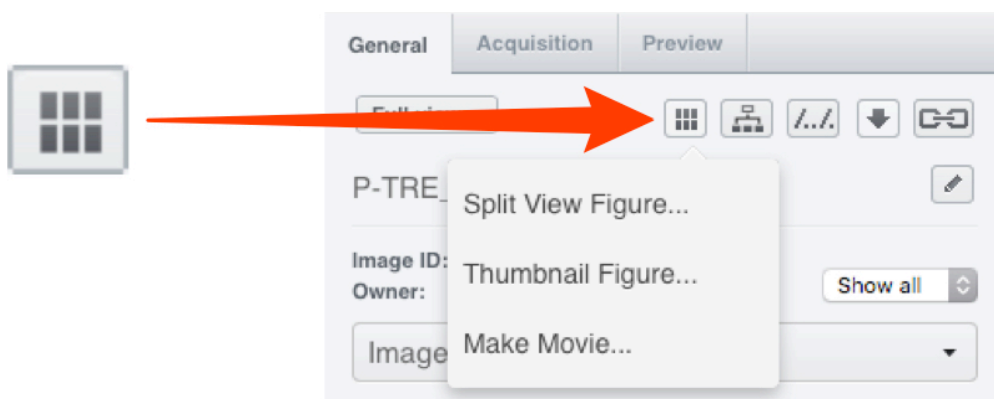 General Acquisition Preview
/../.
P-TRE_
Split View Figure...
Image ID:
Thumbnail Figure...
Owner:
Show all
Image
Make Movie...